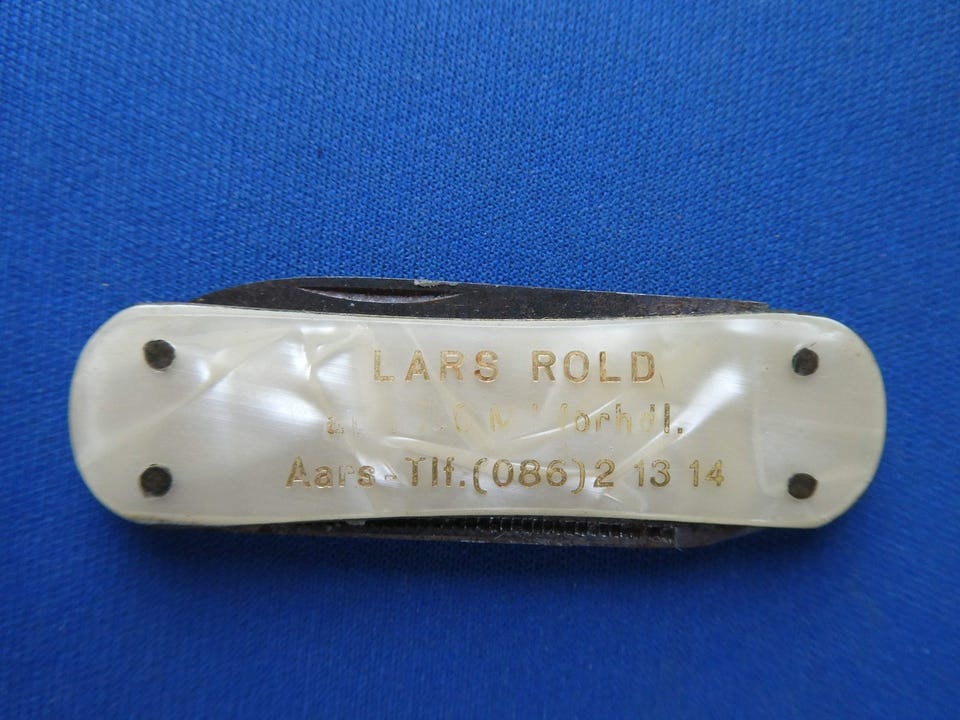 LARS ROLD
forhdl.
Aars-Tlf.(086)2 13 14